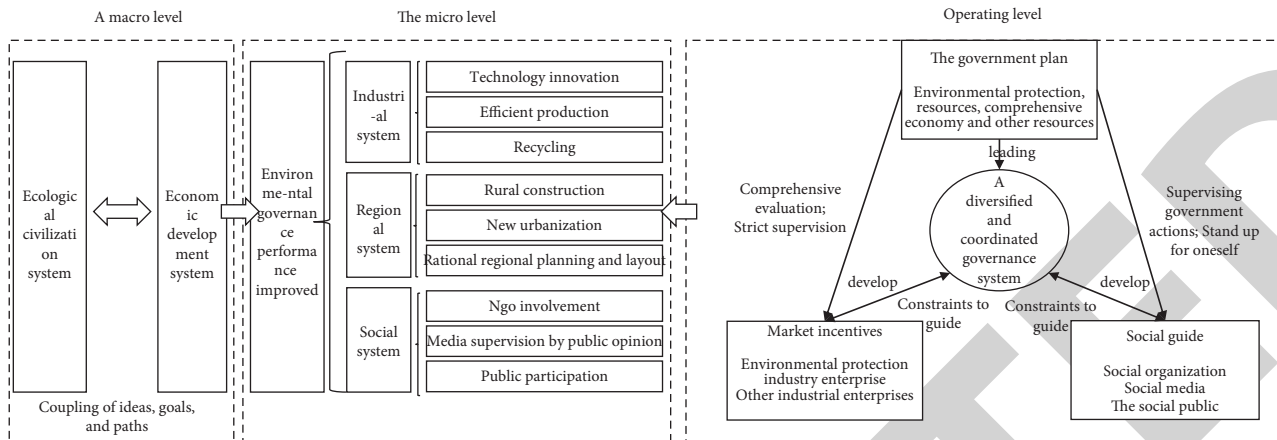 A macro level
The micro level
Operating level
Ecologic
al
civilizati
on
system
Econom
ic
develop
ment
system
Coupling of ideas, goals,
and paths
Environ
me-ntal
governan
ce
performa
nce
improved
Industri
-al
system
Technology innovation
Efficient production
Recycling
Region
al
system
Rural construction
New urbanization
Rational regional planning and layout
Social
system
Ngo involvement
Media supervision by public opinion
Public participation
The government plan
Environmental protection,
resources, comprehensive
economy and other resources
leading
Comprehensive
evaluation;
Strict supervision
A
diversified
and
coordinated
governance
system
Supervising
government
actions; Stand up
for oneself
develop
Constraints to
guide
develop
Constraints to
guide
Market incentives
Environmental protection
industry enterprise
Other industrial enterprises
Social guide
Social organization
Social media
The social public